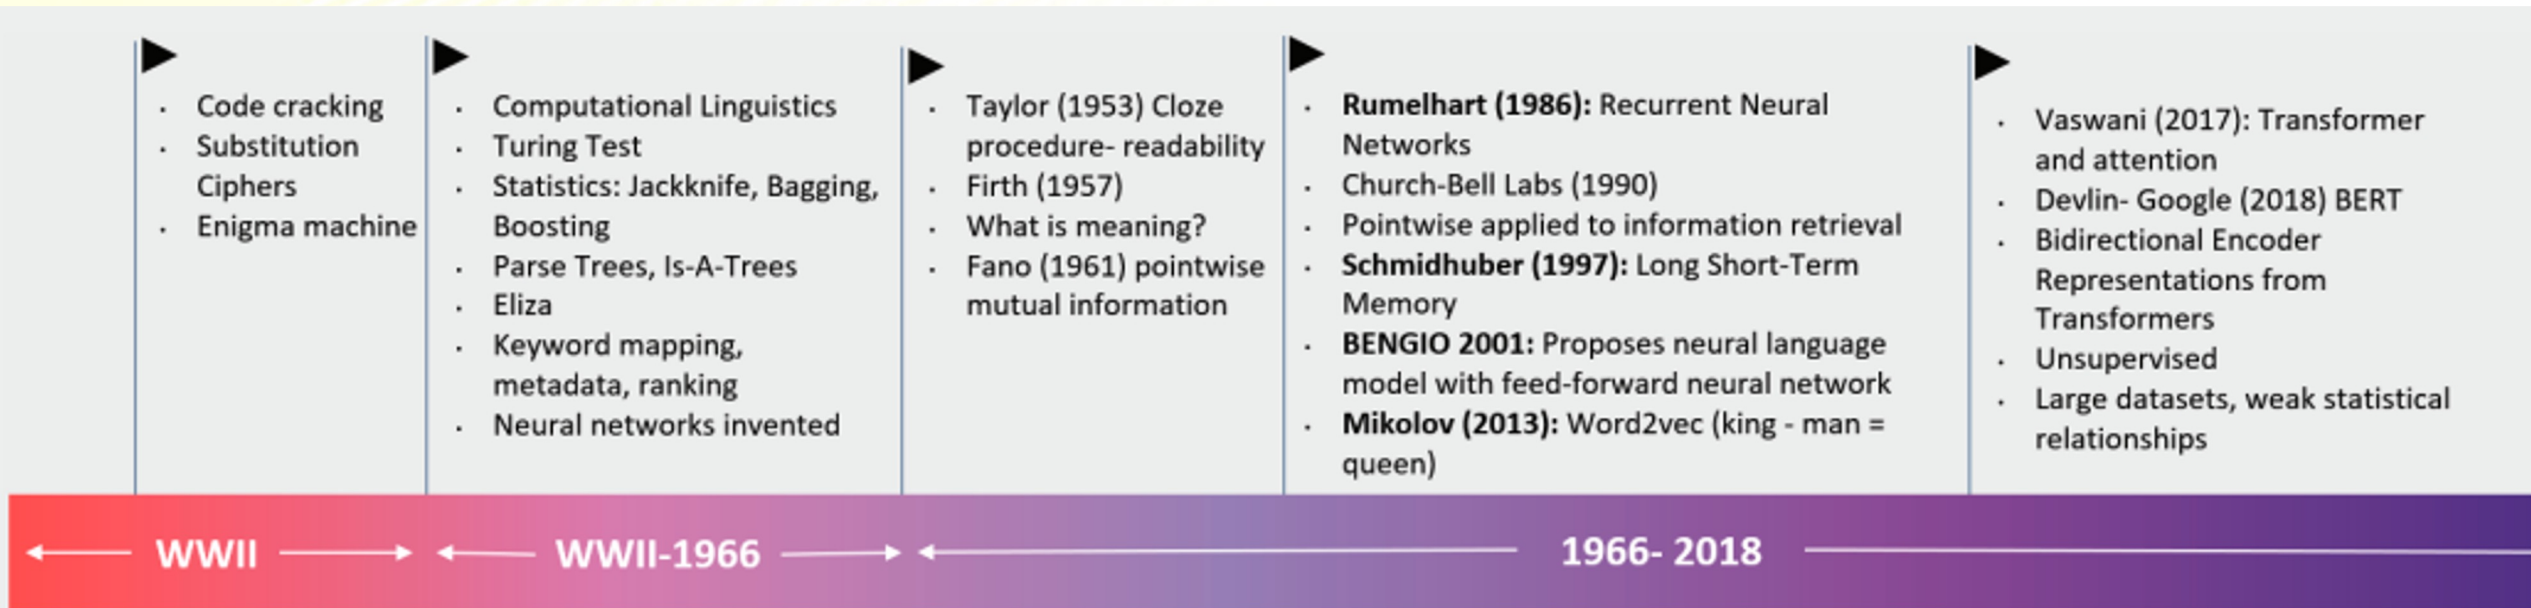 Code cracking
Substitution
Ciphers
Enigma machine
Computational Linguistics
Turing Test
Statistics: Jackknife, Bagging,
Boosting
Parse Trees, Is-A-Trees
Eliza
Keyword mapping,
metadata, ranking
Neural networks invented
Taylor (1953) Cloze
procedure- readability
Firth (1957)
What is meaning?
Fano (1961) pointwise
mutual information
Rumelhart (1986): Recurrent Neural
Networks
Church-Bell Labs (1990)
Pointwise applied to information retrieval
Schmidhuber (1997): Long Short-Term
Memory
BENGIO 2001: Proposes neural language
model with feed-forward neural network
Mikolov (2013): Word2vec (king - man =
queen)
Vaswani (2017): Transformer
and attention
Devlin- Google (2018) BERT
Bidirectional Encoder
Representations from
Transformers
Unsupervised
Large datasets, weak statistical
relationships
WWII
WWII-1966
1966- 2018